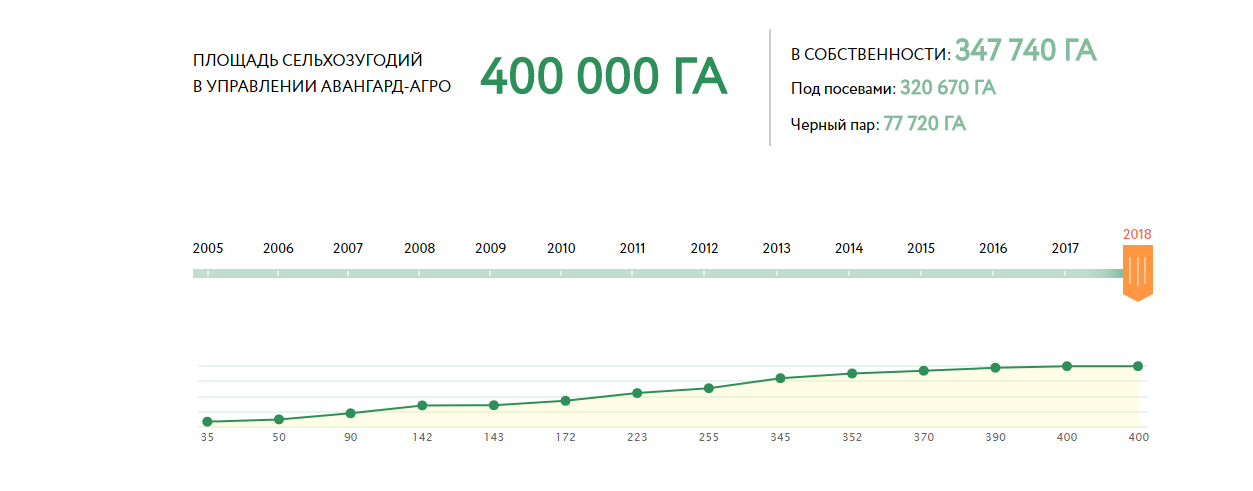 ПЛОЩАДЬ СЕЛЬХОЗУГОДИЙ
В УПРАВЛЕНИИ АВАНГАРД-АГРО
400 000 ГА
В СОБСТВЕННОСТИ: 347 740 ГА
Под посевами: 320 670 ГА
Черный пар: 77 720 ГА
2005 2006 2007 2008 2009 2010 2011 2012 2013 2014 2015 2016 2017 2018
35 50 90 142 143 172 223 255 345 352 370 390 400 400